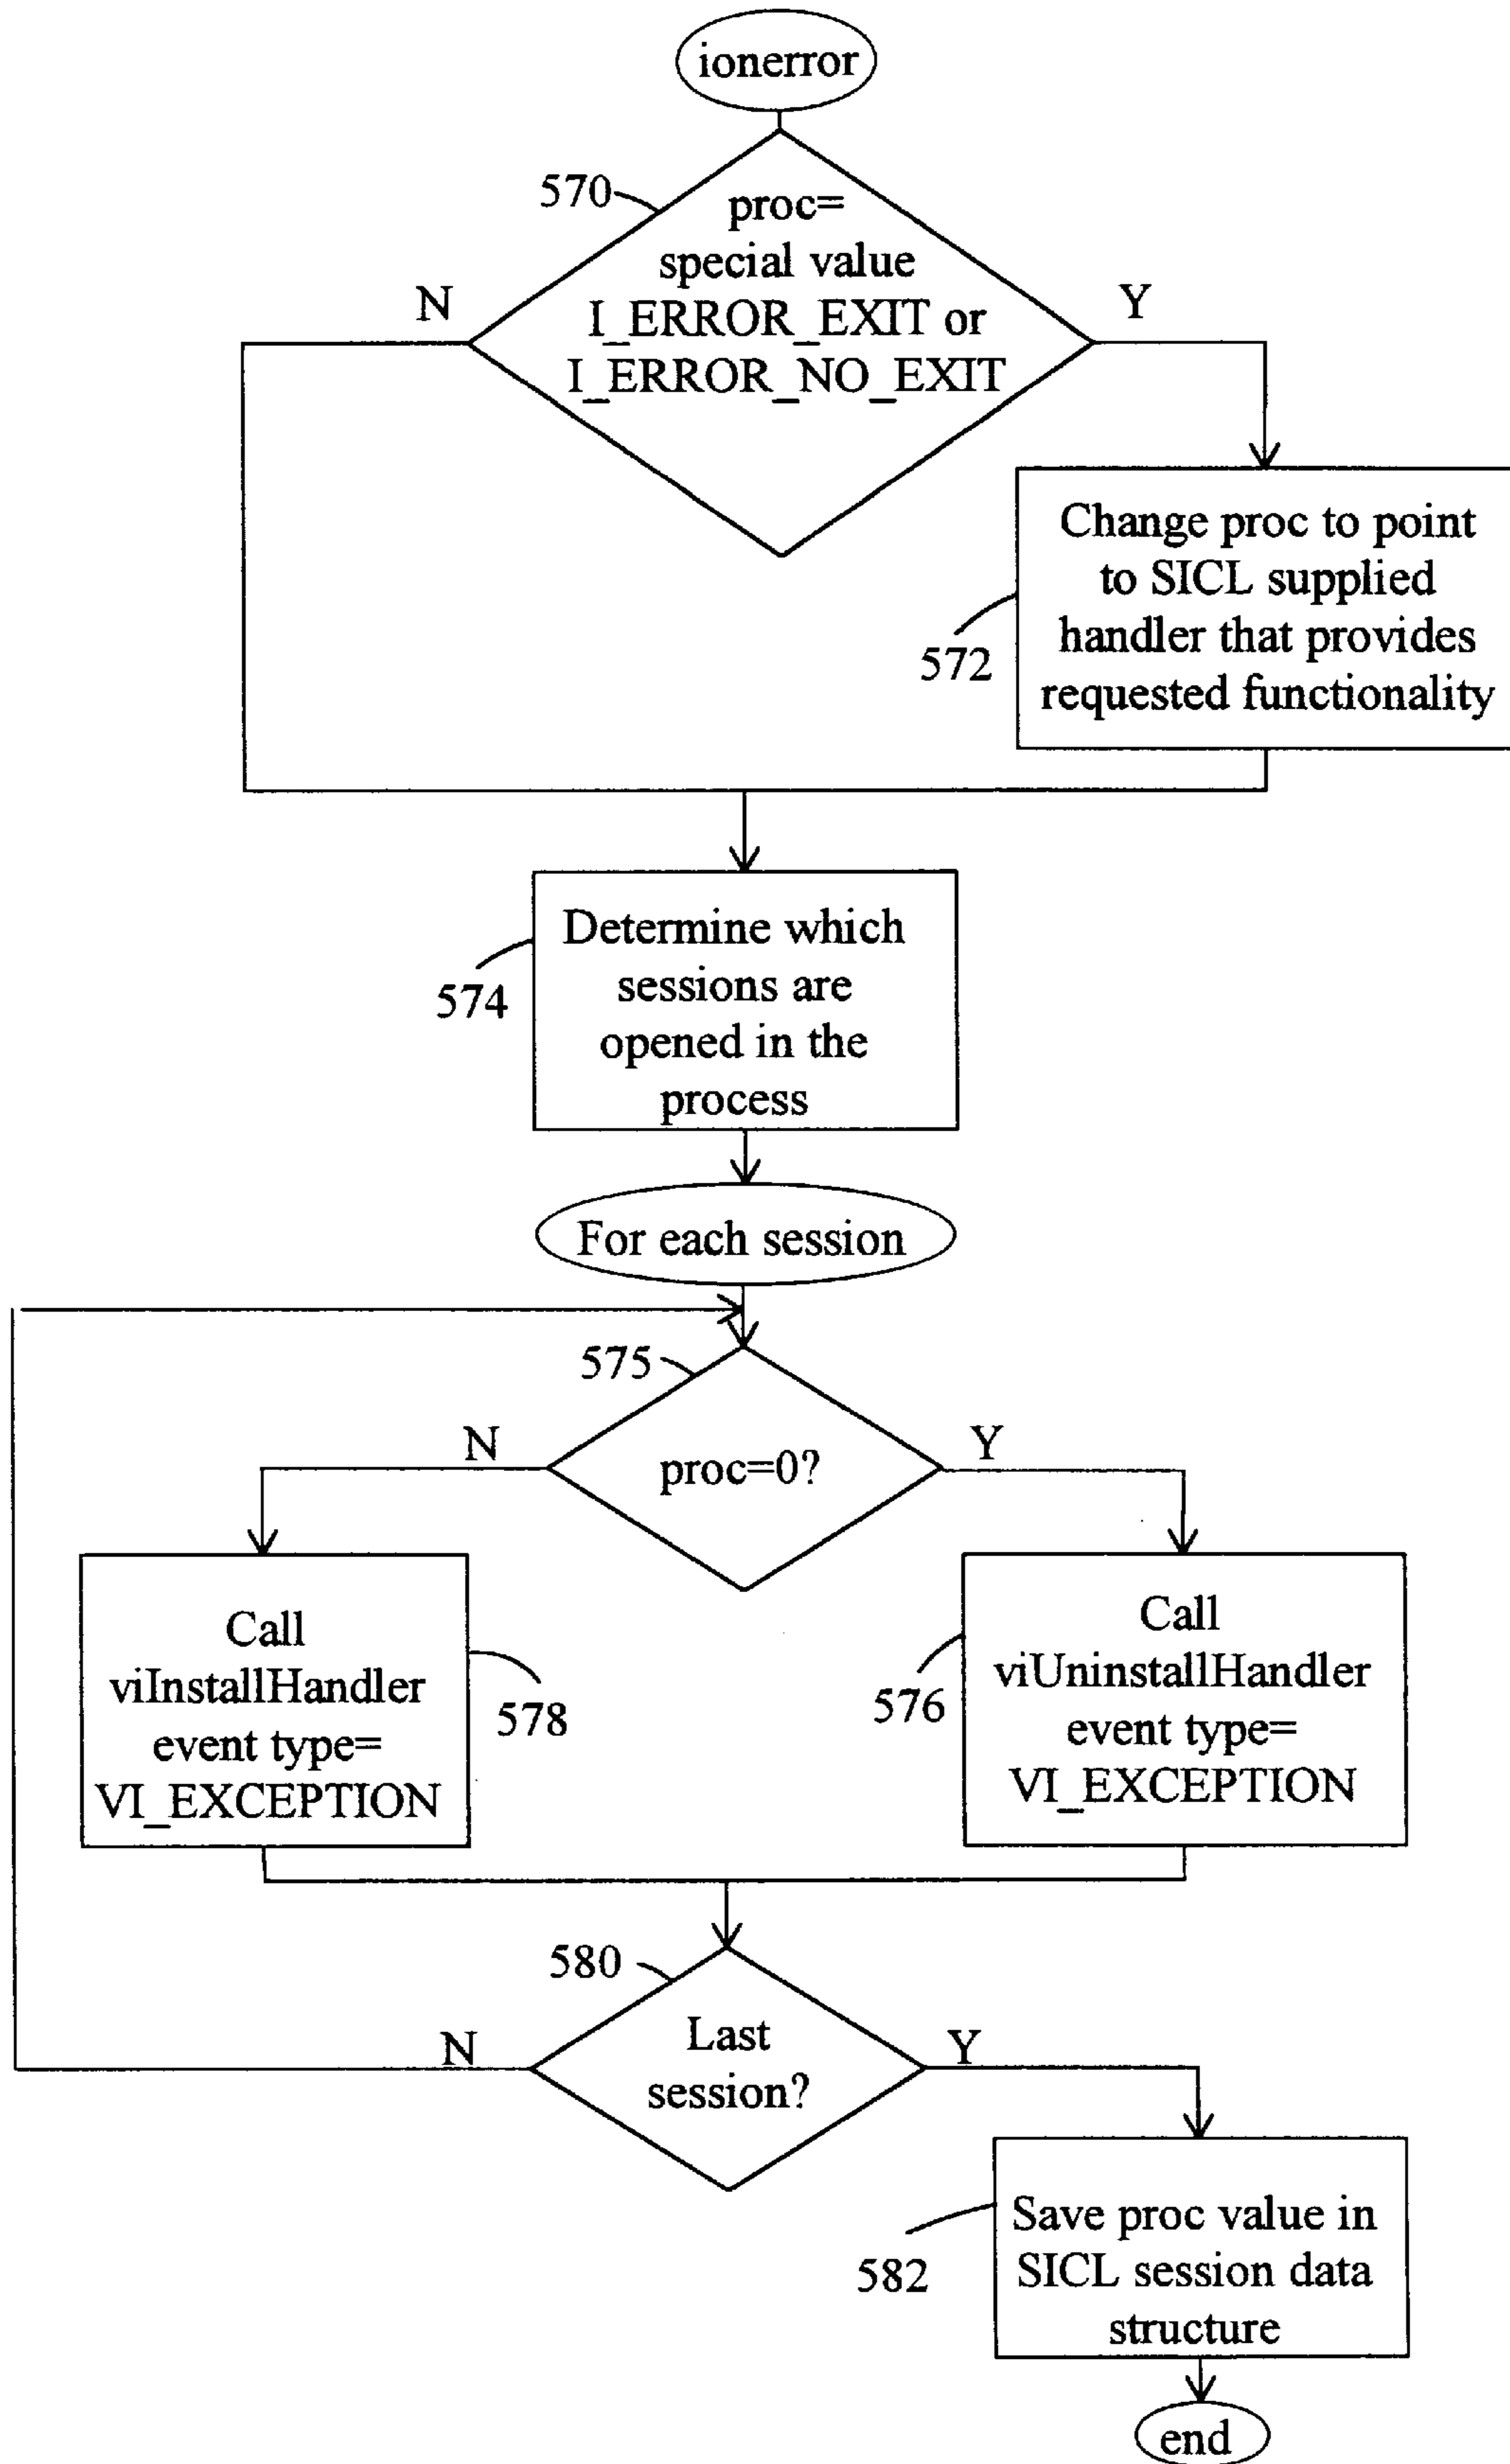 ionerror
570
proc=
special value
I_ERROR_EXIT or
I_ERROR_NO_EXIT
N
Y
Change proc to point
to SICL supplied
handler that provides
requested functionality
572
Determine which
sessions are
opened in the
process
574
For each session
575
proc=0?
N
Y
Call
viInstallHandler
event type=
VI_EXCEPTION
578
Call
viUninstallHandler
event type=
VI_EXCEPTION
576
580
Last
session?
N
Y
Save proc value in
SICL session data
structure
582
end